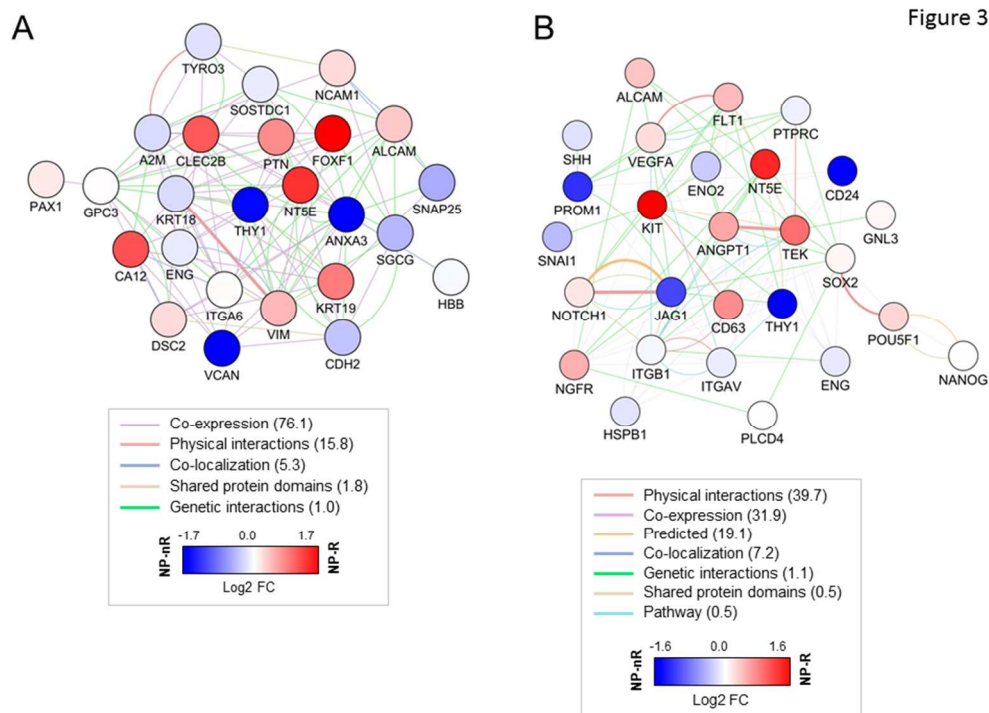 Figure 3
A
TYRO3
NCAM1
SOSTDC1
A2M
CLEC2B
PTN
FOXF1
ALCAM
PAX1
GPC3
KRT18
THY1
NT5E
ANXA3
SNAP25
SGCG
CA12
ENG
ITGA6
VIM
KRT19
HBB
DSC2
VCAN
CDH2
Co-expression (76.1)
Physical interactions (15.8)
Co-localization (5.3)
Shared protein domains (1.8)
Genetic interactions (1.0)
-1.7 0.0 1.7
NP-nR
NP-R
Log2 FC
B
ALCAM
FLT1
PTPRC
SHH
VEGFA
ENO2
NT5E
CD24
PROM1
KIT
ANGPT1
TEK
GNL3
SNAI1
SOX2
NOTCH1
JAG1
CD63
THY1
POU5F1
NANOG
NGFR
ITGB1
ITGAV
ENG
HSPB1
PLCD4
Physical interactions (39.7)
Co-expression (31.9)
Predicted (19.1)
Co-localization (7.2)
Genetic interactions (1.1)
Shared protein domains (0.5)
Pathway (0.5)
-1.6 0.0 1.6
NP-nR
NP-R
Log2 FC